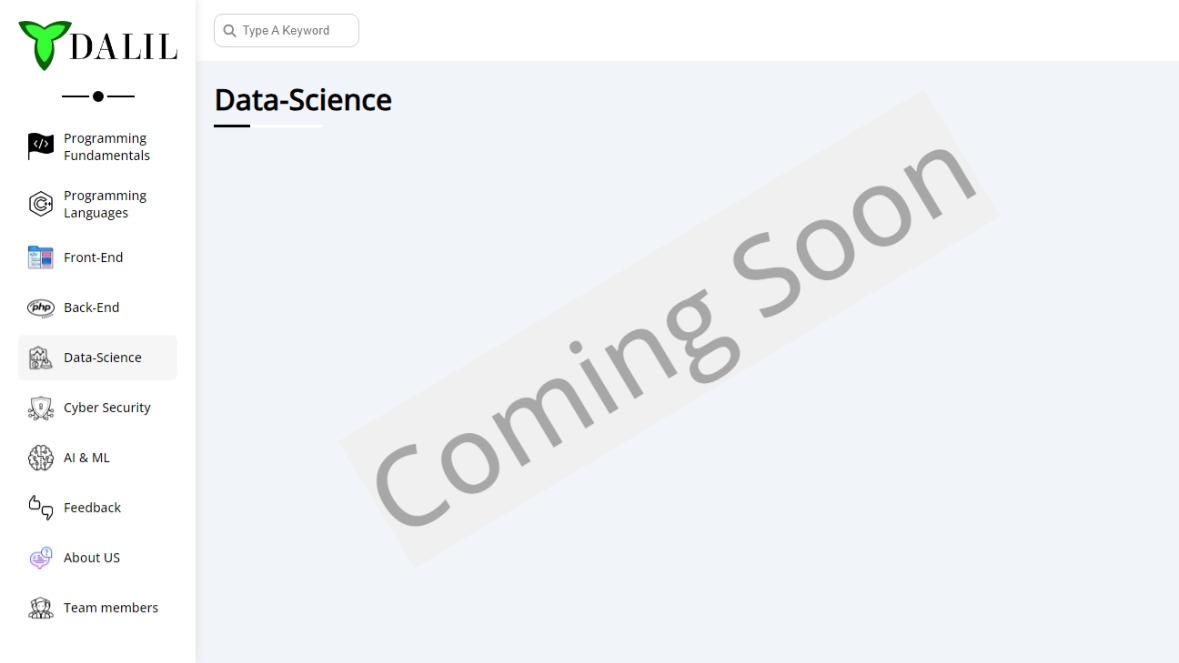 DALIL
Type A Keyword
Data-Science
Programming
Fundamentals
Programming
Languages
Front-End
Back-End
Data-Science
Cyber Security
AI & ML
Feedback
About US
Team members
Coming Soon